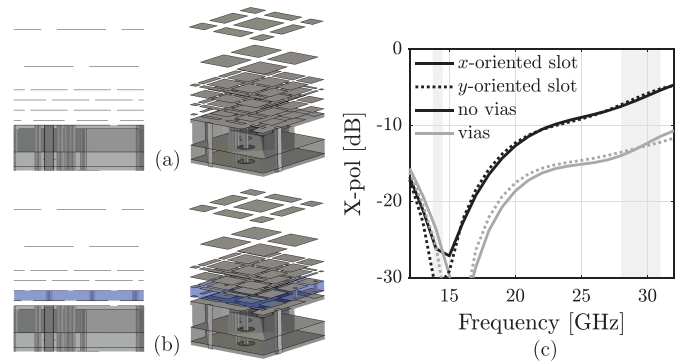 (a)
(b)
0
-10
-20
-30
X-pol [dB]
x-oriented slot
y-oriented slot
no vias
vias
15
20
25
30
Frequency [GHz]
(c)